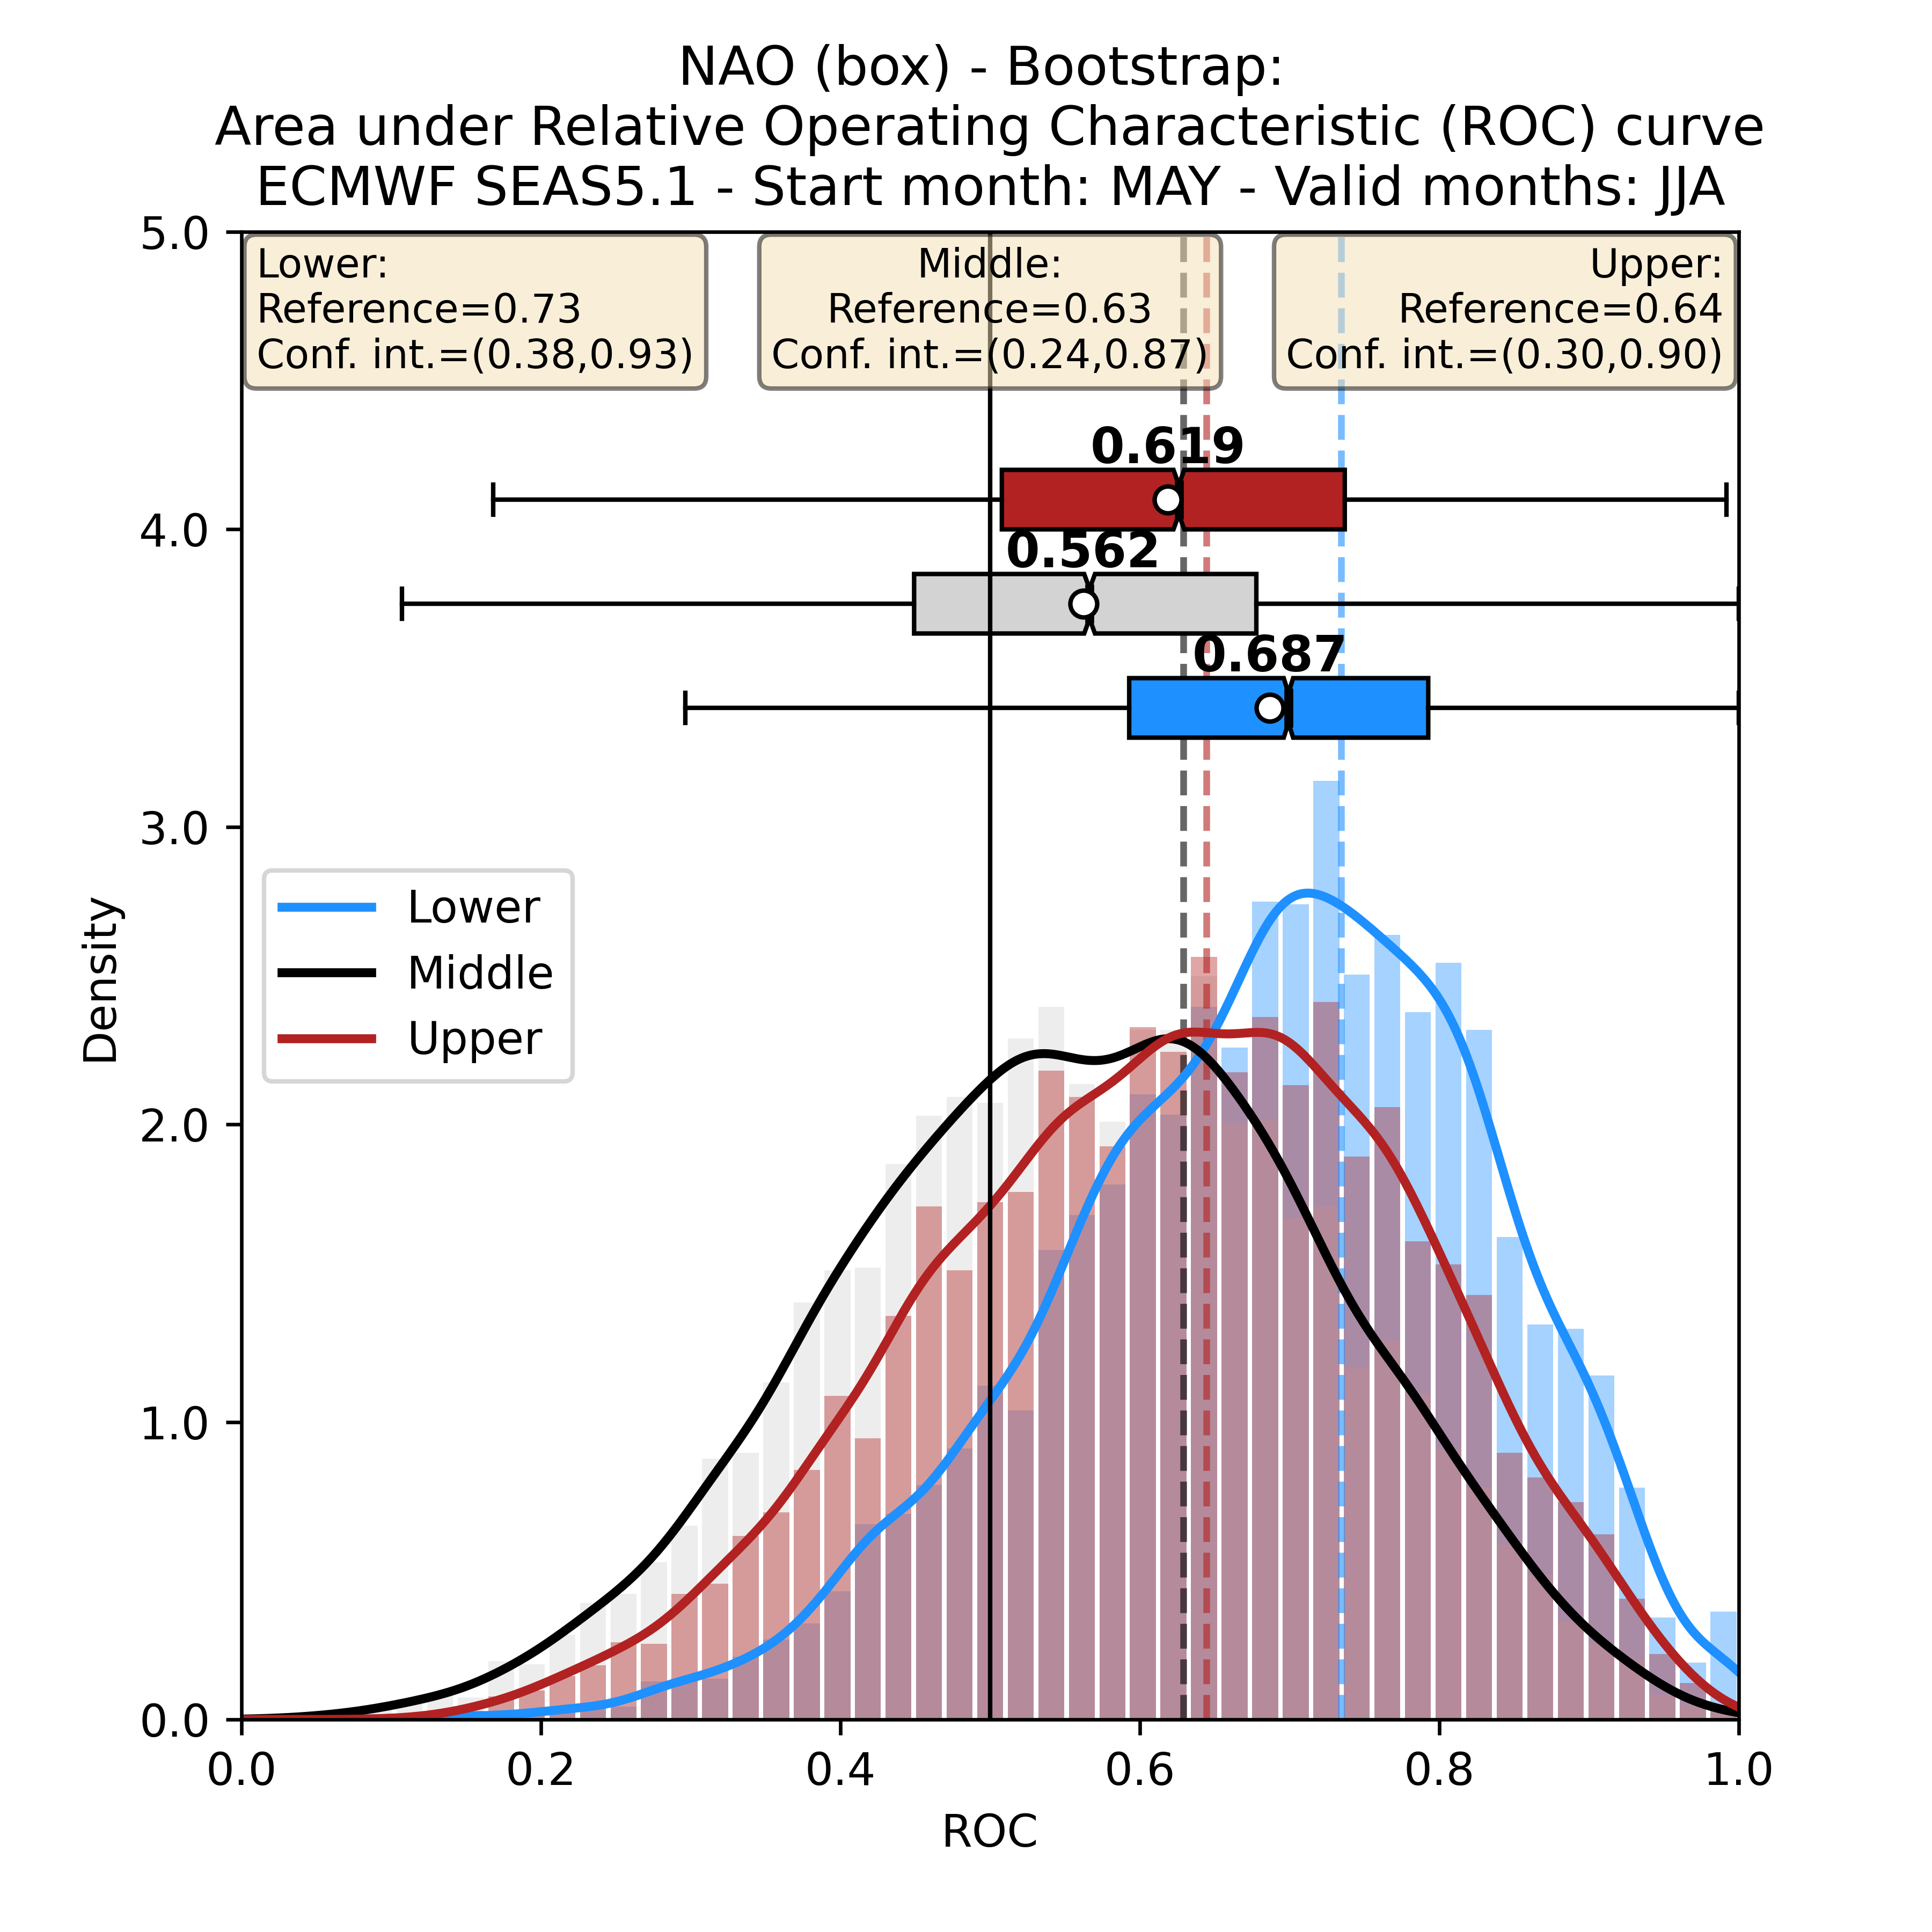 NAO (box) - Bootstrap:
Area under Relative Operating Characteristic (ROC) curve
ECMWF SEAS5.1 - Start month: MAY - Valid months: JJA
Lower:
Reference=0.73
Conf. int.=(0.38,0.93)
Middle:
Reference=0.63
Conf. int.=(0.24,0.87)
Upper:
Reference=0.64
Conf. int.=(0.30,0.90)
0.619
0.562
0.687
Lower
Middle
Upper
Density
5.0
4.0
3.0
2.0
1.0
0.0
0.0 0.2 0.4 0.6 0.8 1.0
ROC